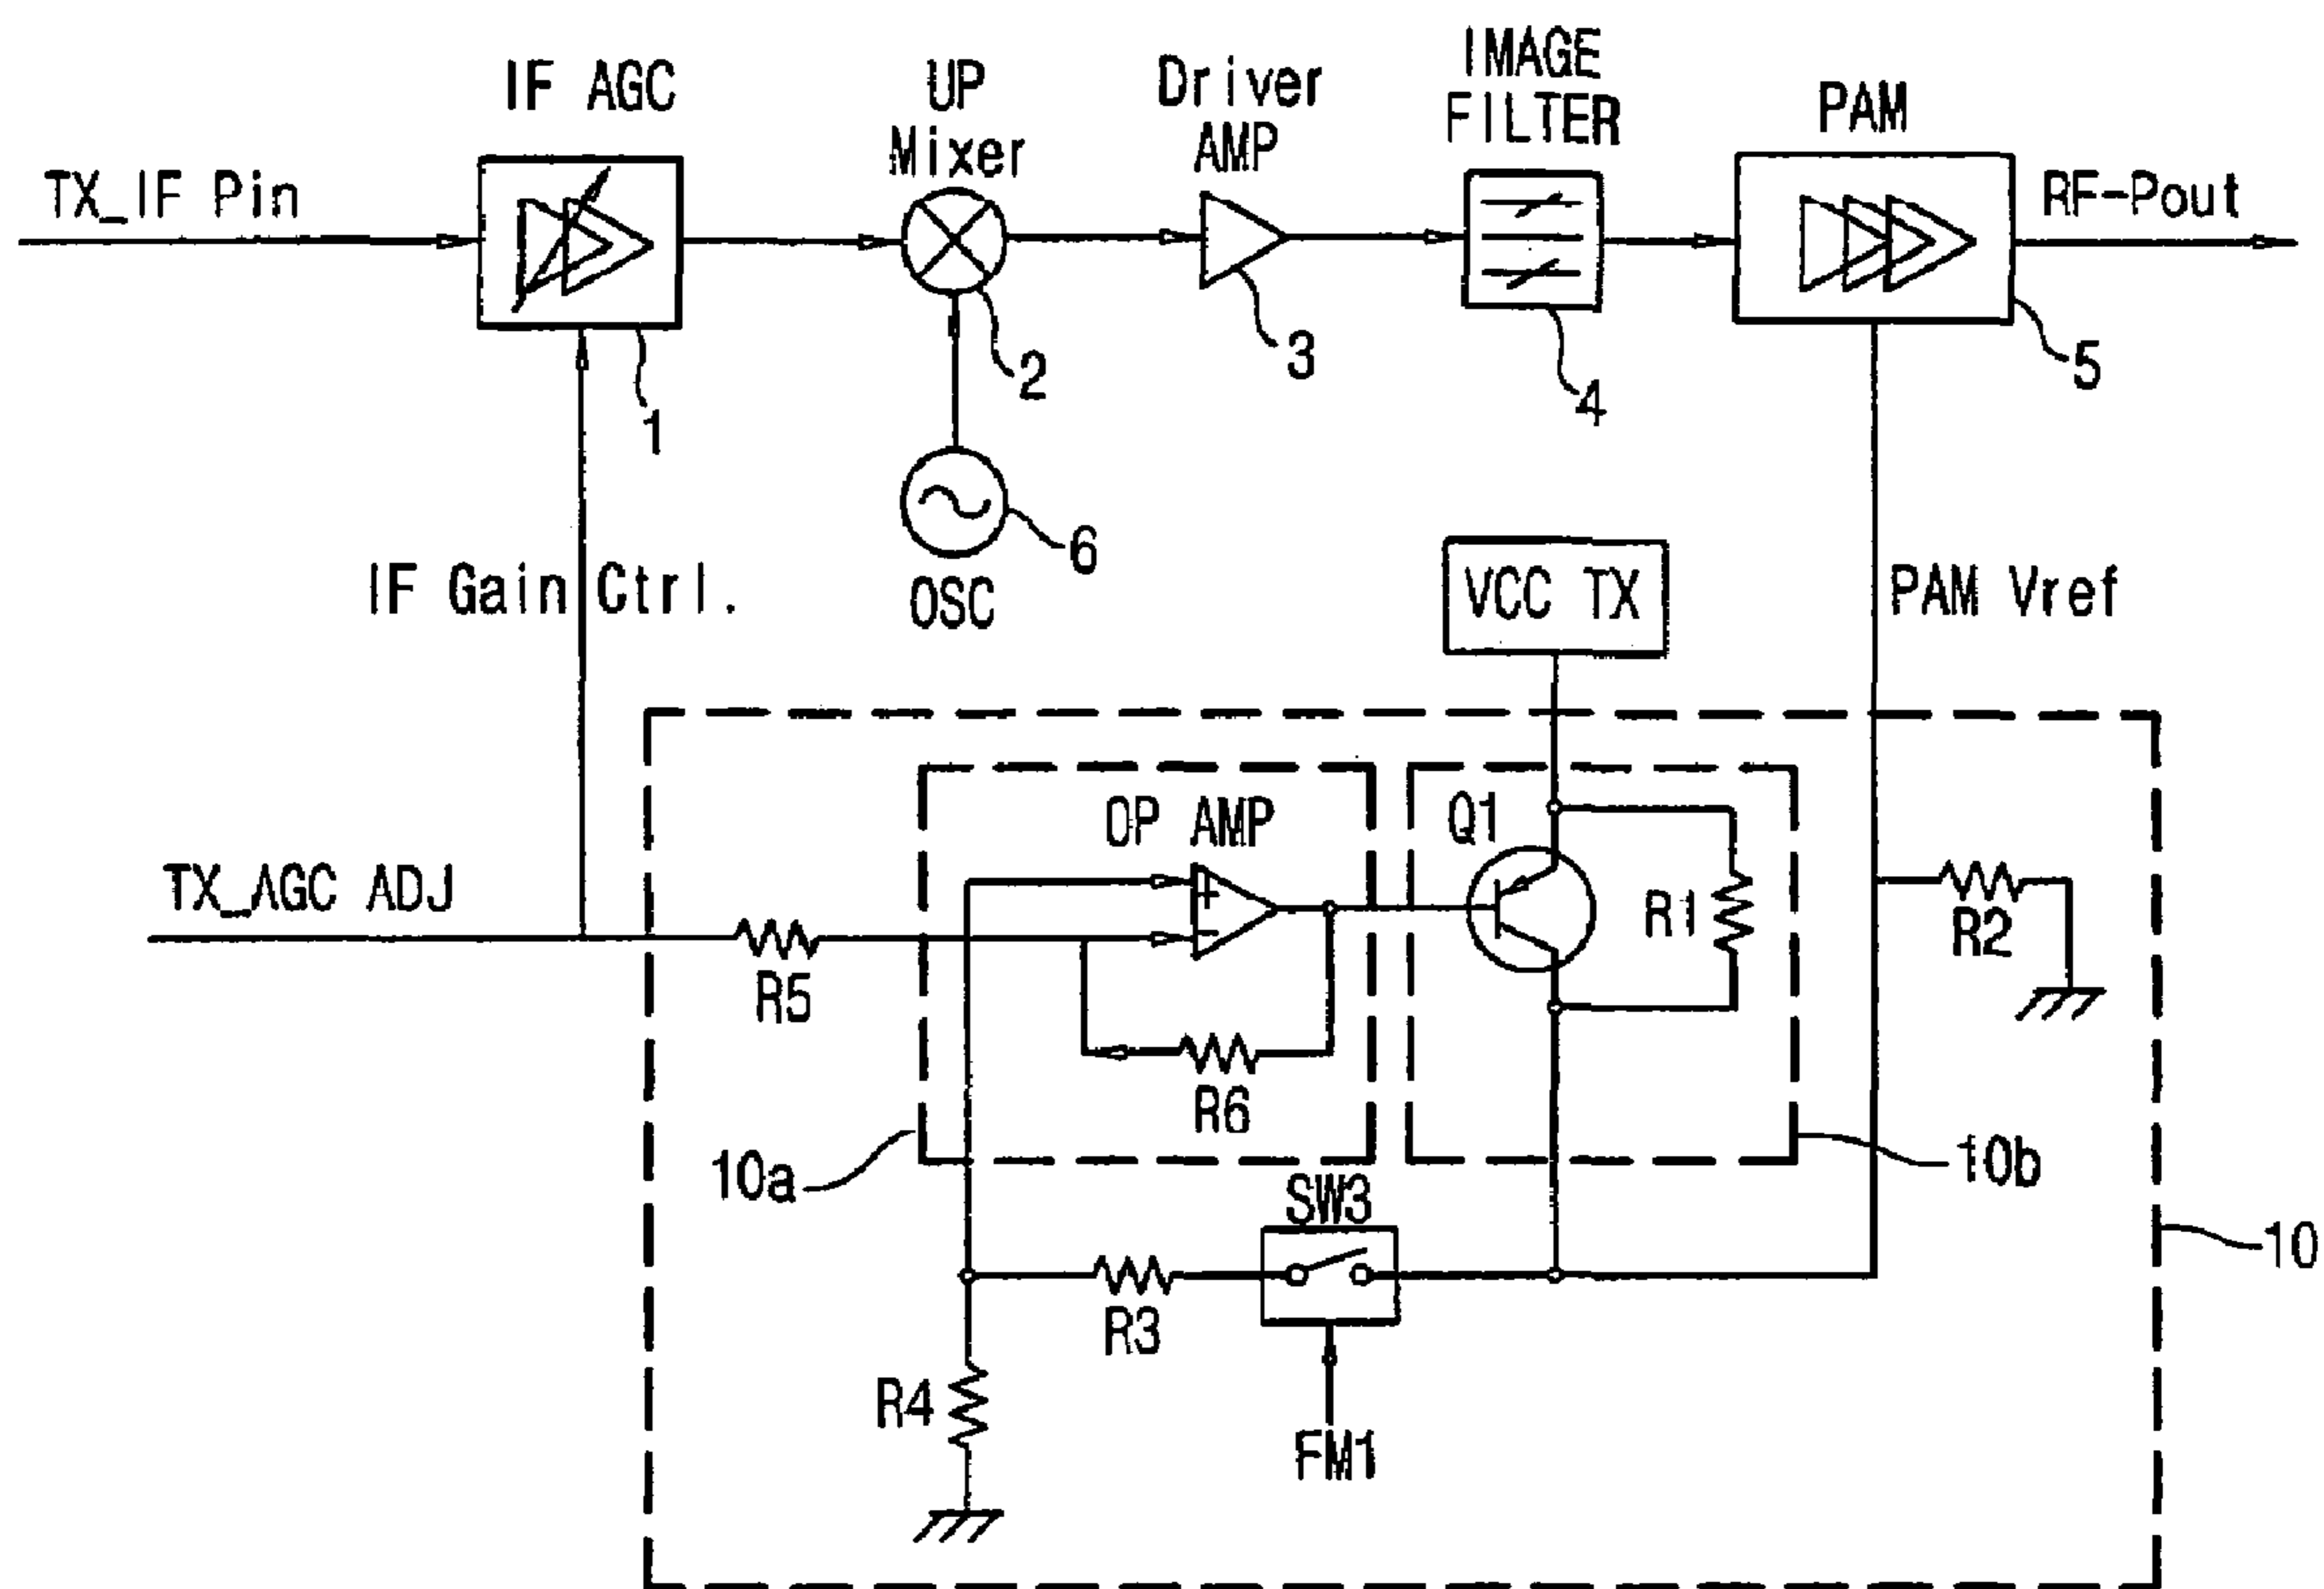 IF AGC
UP
Mixer
Driver
AMP
IMAGE
FILTER
PAM
TX_IF Pin
RF-Pout
1
2
3
4
5
6
OSC
IF Gain Ctrl.
VCC TX
PAM Vref
OP AMP
Q1
TX_AGC ADJ
+
−
R1
R2
R5
R6
10a
10b
SW3
10
R3
R4
FM1